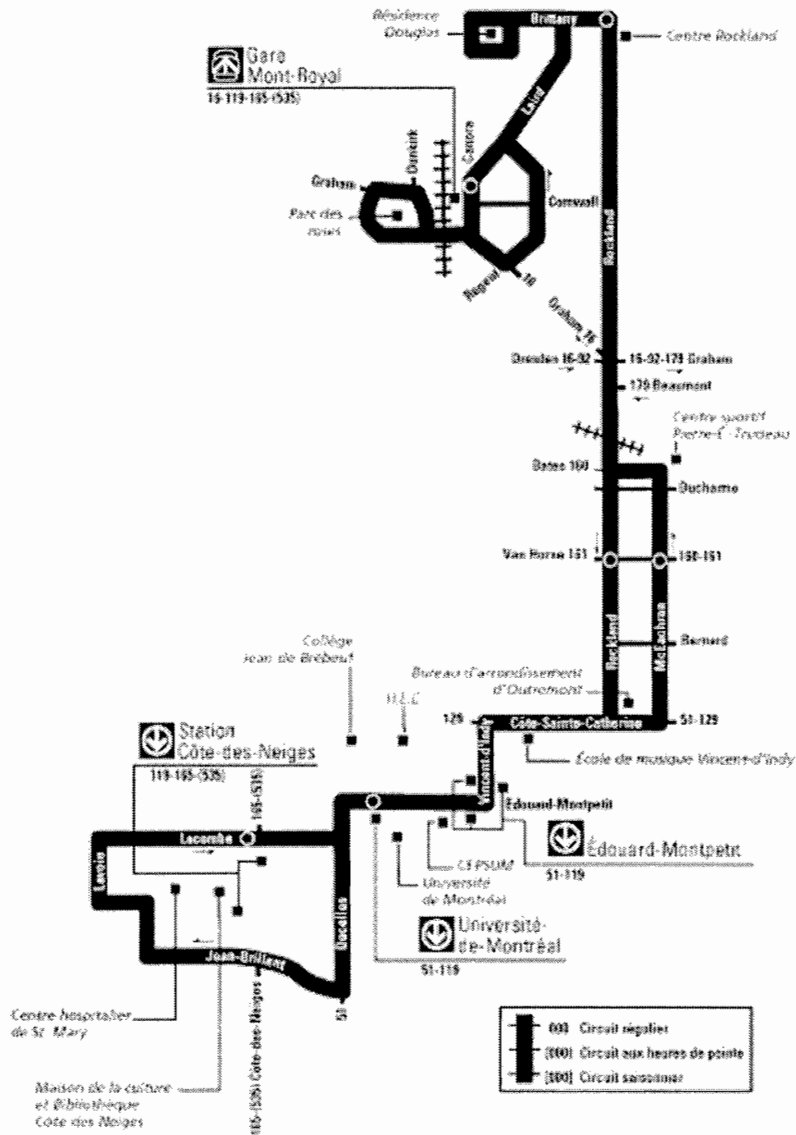 Résidence
Douglas
Brittany
Centre Rockland
Gare
Mont-Royal
16-119-165-(535)
Laird
Canora
Dunkirk
Graham
Cornwall
Parc des
Rockland
16
Graham 16
Dresden 16-92
16-92-179 Graham
179 Beaumont
Centre sportif
Pierre-É.-Trudeau
Bates 160
Ducharme
Van Horne 161
160-161
Rockland
McEachran
Bernard
Collège
Jean de Brébeuf
Bureau d'arrondissement
d'Outremont
H.E.C
129
Côte-Sainte-Catherine
51-129
Station
Côte-des-Neiges
119-165-(535)
165-(535)
Vincent-d'Indy
École de musique Vincent-d'Indy
Édouard-Montpetit
Lacombe
Édouard-Montpetit
51-119
Lavoie
CEPSUM
Université
de Montréal
Decelles
Université-
de-Montréal
51-119
Jean-Brillant
51
Centre hospitalier
de St. Mary
165-(535) Côte-des-Neiges
000 Circuit régulier
(000) Circuit aux heures de pointe
[000] Circuit saisonnier
Maison de la culture
et Bibliothèque
Côte des Neiges